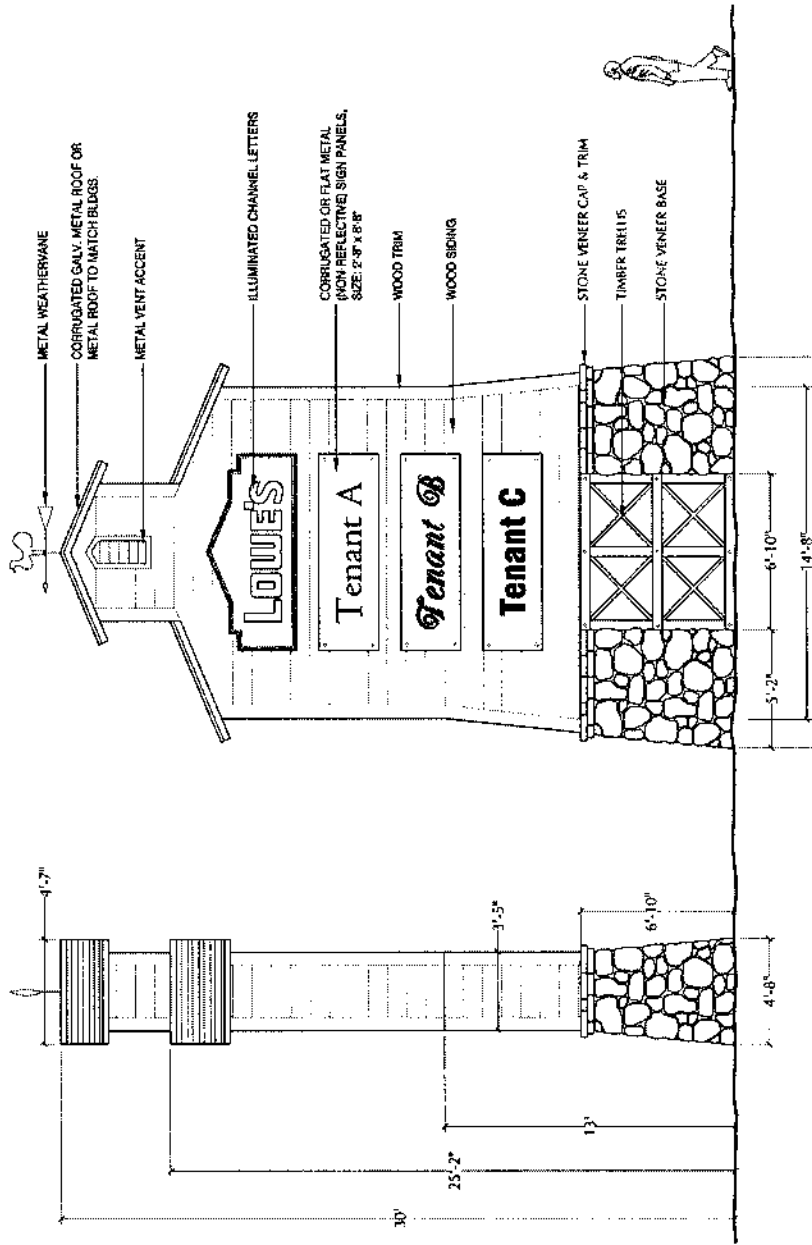 METAL WEATHERVANE
CORRUGATED GALV. METAL ROOF OR
METAL ROOF TO MATCH BLDGS.
METAL VENT ACCENT
ILLUMINATED CHANNEL LETTERS
CORRUGATED OR FLAT METAL
(NON-REFLECTIVE) SIGN PANELS,
SIZE: 2'-8" x 8'-8"
WOOD TRIM
WOOD SIDING
STONE VENEER CAP & TRIM
TIMBER TRELLIS
STONE VENEER BASE
LOWE'S
Tenant A
Tenant B
Tenant C
5'-2"
6'-10"
14'-8"
4'-7"
3'-5"
6'-10"
4'-8"
13'
25'-2"
30'